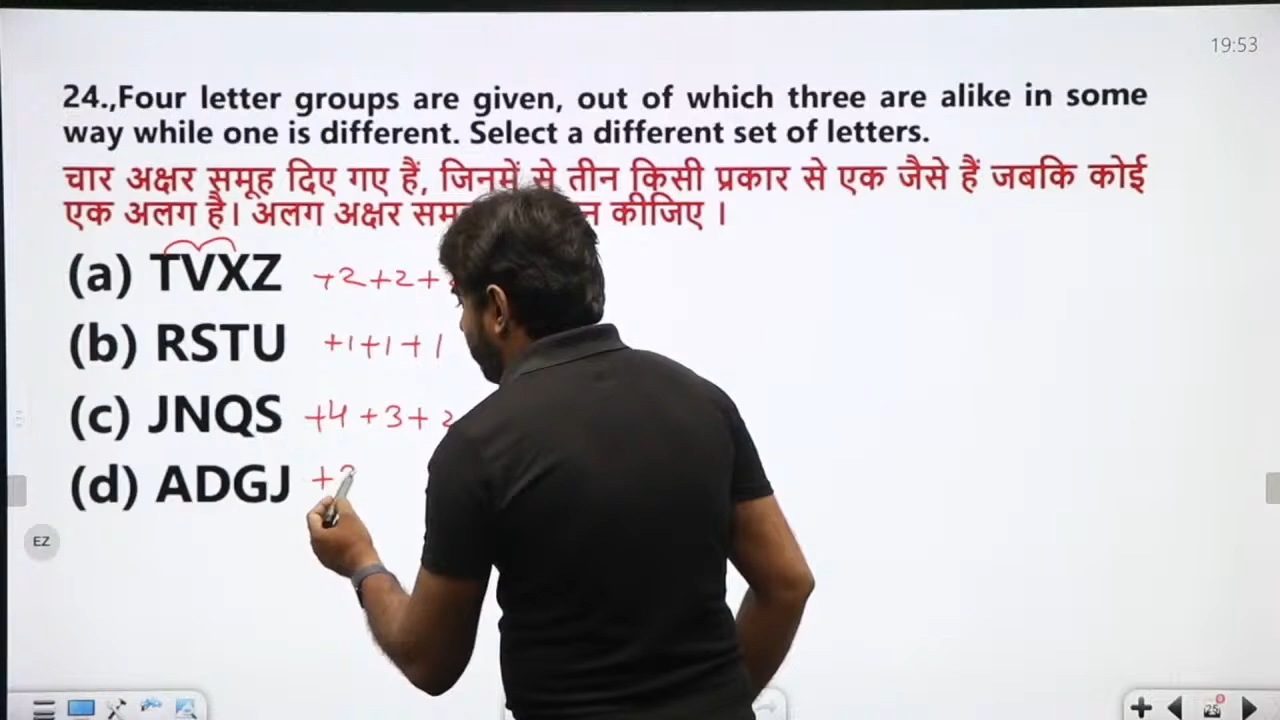 19:53
24.,Four letter groups are given, out of which three are alike in some
way while one is different. Select a different set of letters.
चार अक्षर समूह दिए गए हैं, जिनमें से तीन किसी प्रकार से एक जैसे हैं जबकि कोई
एक अलग है। अलग अक्षर कीजिए ।
(a) TVXZ +2+2+
(b) RSTU +1+1+1
(c) JNQS +4+3+2
(d) ADGJ +
EZ
25